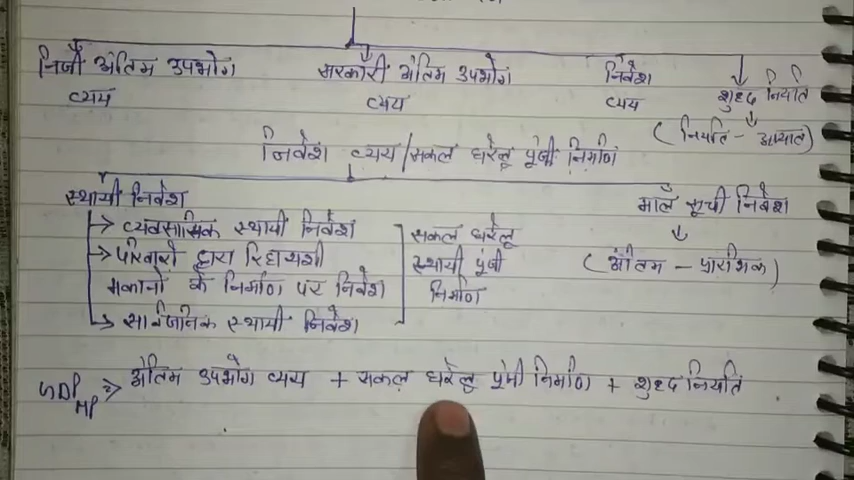 निजी अंतिम उपभोग व्यय
सरकारी अंतिम उपभोग व्यय
निवेश व्यय
शुद्ध निर्यात
(निर्यात - आयात)
निवेश व्यय/सकल घरेलू पूंजी निर्माण
स्थायी निवेश
→ व्यवसायिक स्थायी निवेश
→ परिवारो द्वारा रिहायशी
मकानो के निर्माण पर निवेश
→ सार्वजनिक स्थायी निवेश
सकल घरेलू
स्थायी पूंजी
निर्माण
माल सूची निवेश
(अंतिम - प्रारंभिक)
GDP MP => अंतिम उपभोग व्यय + सकल घरेलू पूंजी निर्माण + शुद्ध निर्यात